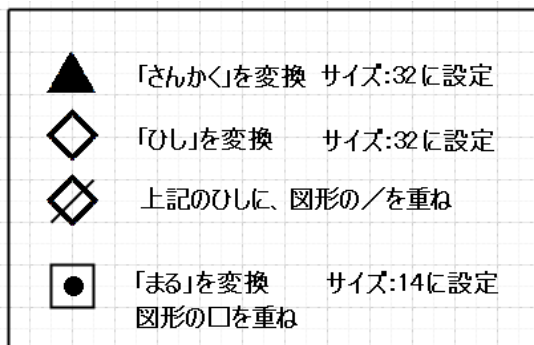 ▲ 「さんかく」を変換 サイズ:32に設定
◇ 「ひし」を変換 サイズ:32に設定
上記のひしに、図形の／を重ね
「まる」を変換 サイズ:14に設定
図形の□を重ね